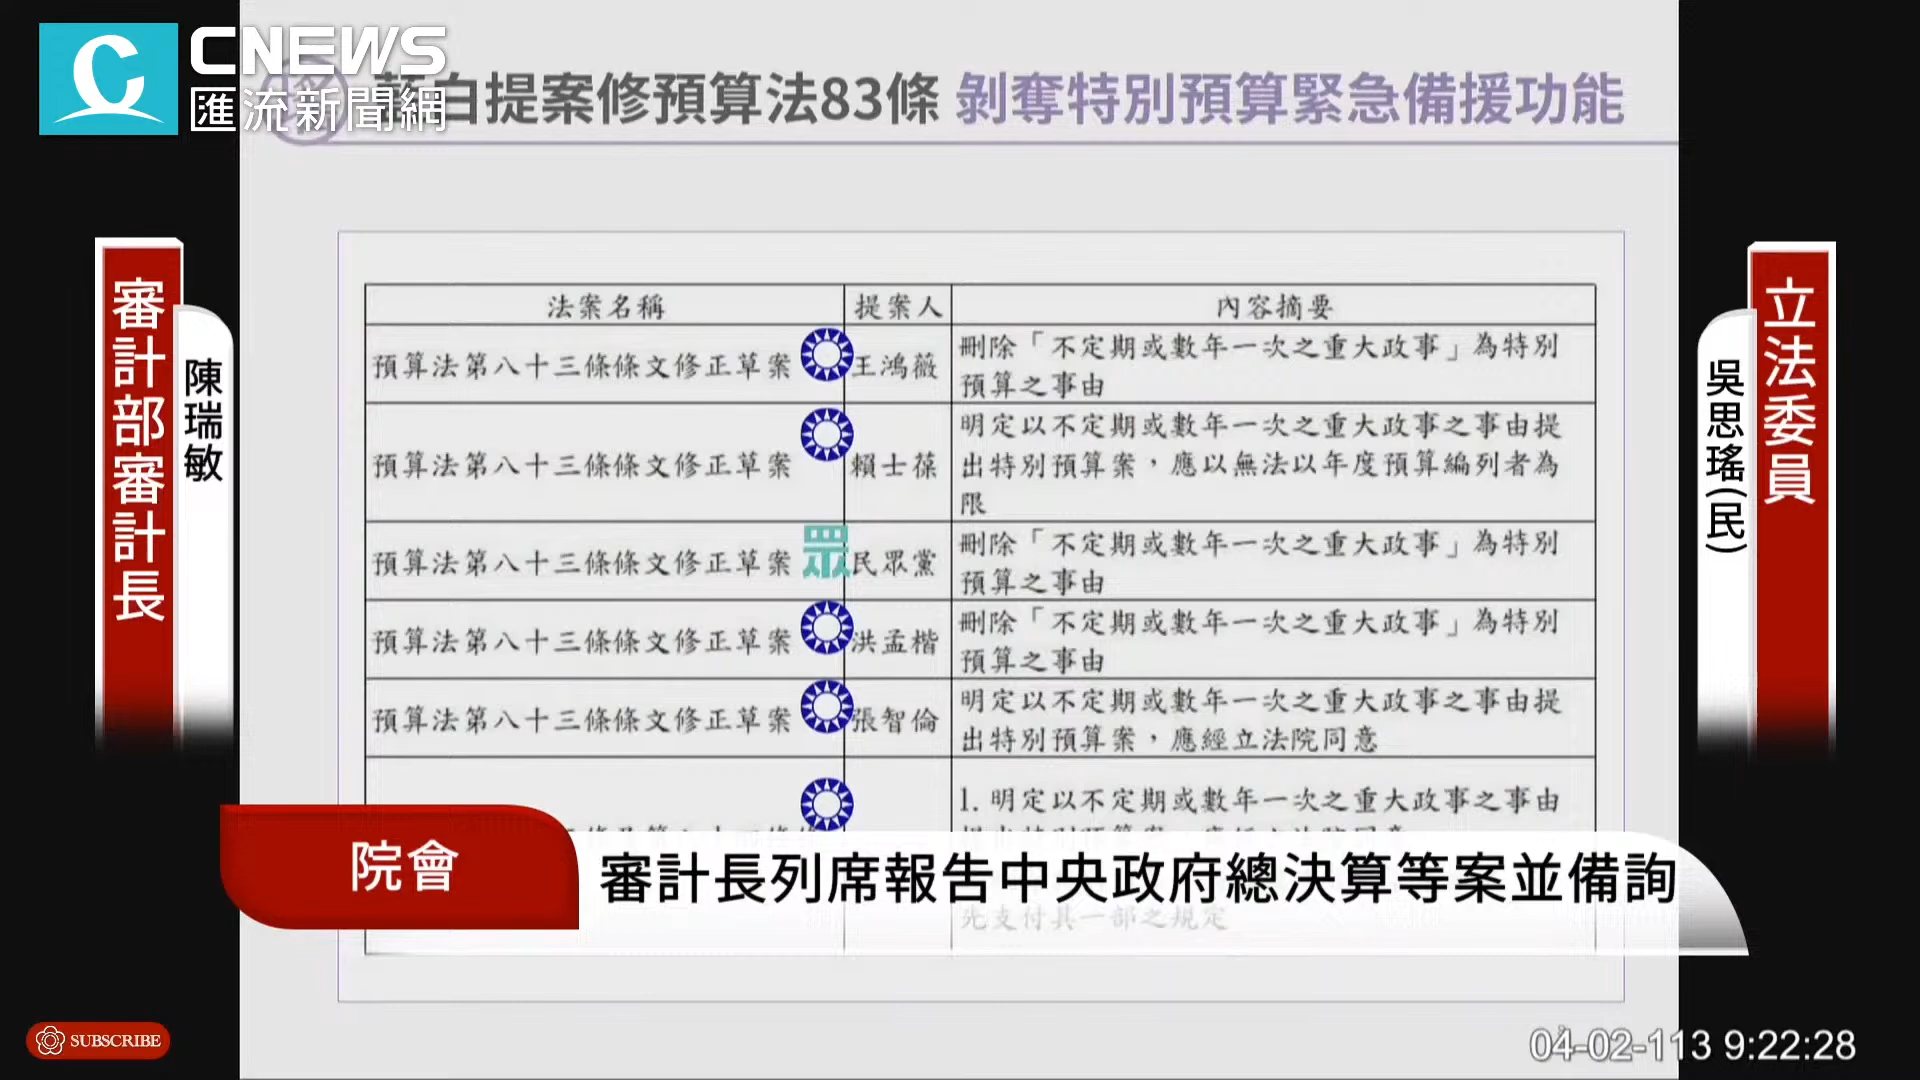 CNEWS
匯流新聞網
白提案修預算法83條 剝奪特別預算緊急備援功能
審計部審計長
陳瑞敏
立法委員
吳思瑤(民)
法案名稱 提案人 內容摘要
預算法第八十三條條文修正草案 王鴻薇 刪除「不定期或數年一次之重大政事」為特別
預算之事由
預算法第八十三條條文修正草案 賴士葆 明定以不定期或數年一次之重大政事之事由提
出特別預算案，應以無法以年度預算編列者為
限
預算法第八十三條條文修正草案 眾 民眾黨 刪除「不定期或數年一次之重大政事」為特別
預算之事由
預算法第八十三條條文修正草案 洪孟楷 刪除「不定期或數年一次之重大政事」為特別
預算之事由
預算法第八十三條條文修正草案 張智倫 明定以不定期或數年一次之重大政事之事由提
出特別預算案，應經立法院同意
1. 明定以不定期或數年一次之重大政事之事由
先支付其一部之規定
院會
審計長列席報告中央政府總決算等案並備詢
SUBSCRIBE
04-02-113 9:22:28